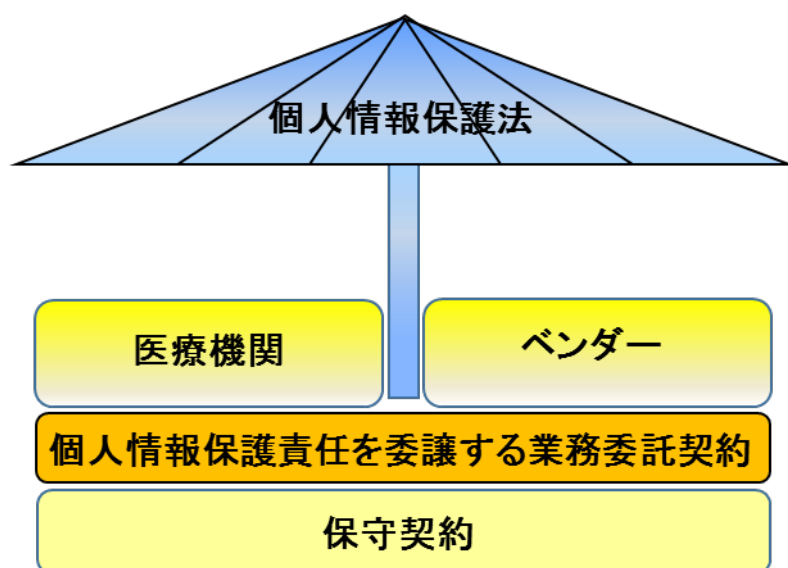 個人情報保護法
医療機関
ベンダー
個人情報保護責任を委譲する業務委託契約
保守契約